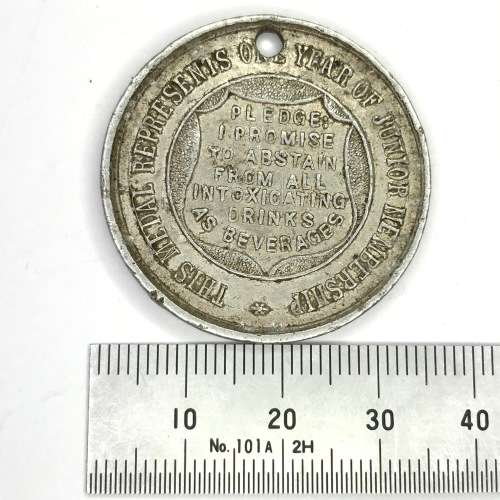 THIS MEDAL REPRESENTS ONE YEAR OF JUNIOR MEMBERSHIP
PLEDGE:
I PROMISE
TO ABSTAIN
FROM ALL
INTOXICATING
DRINKS
AS BEVERAGES
10 20 30 40
No. 101A 2H